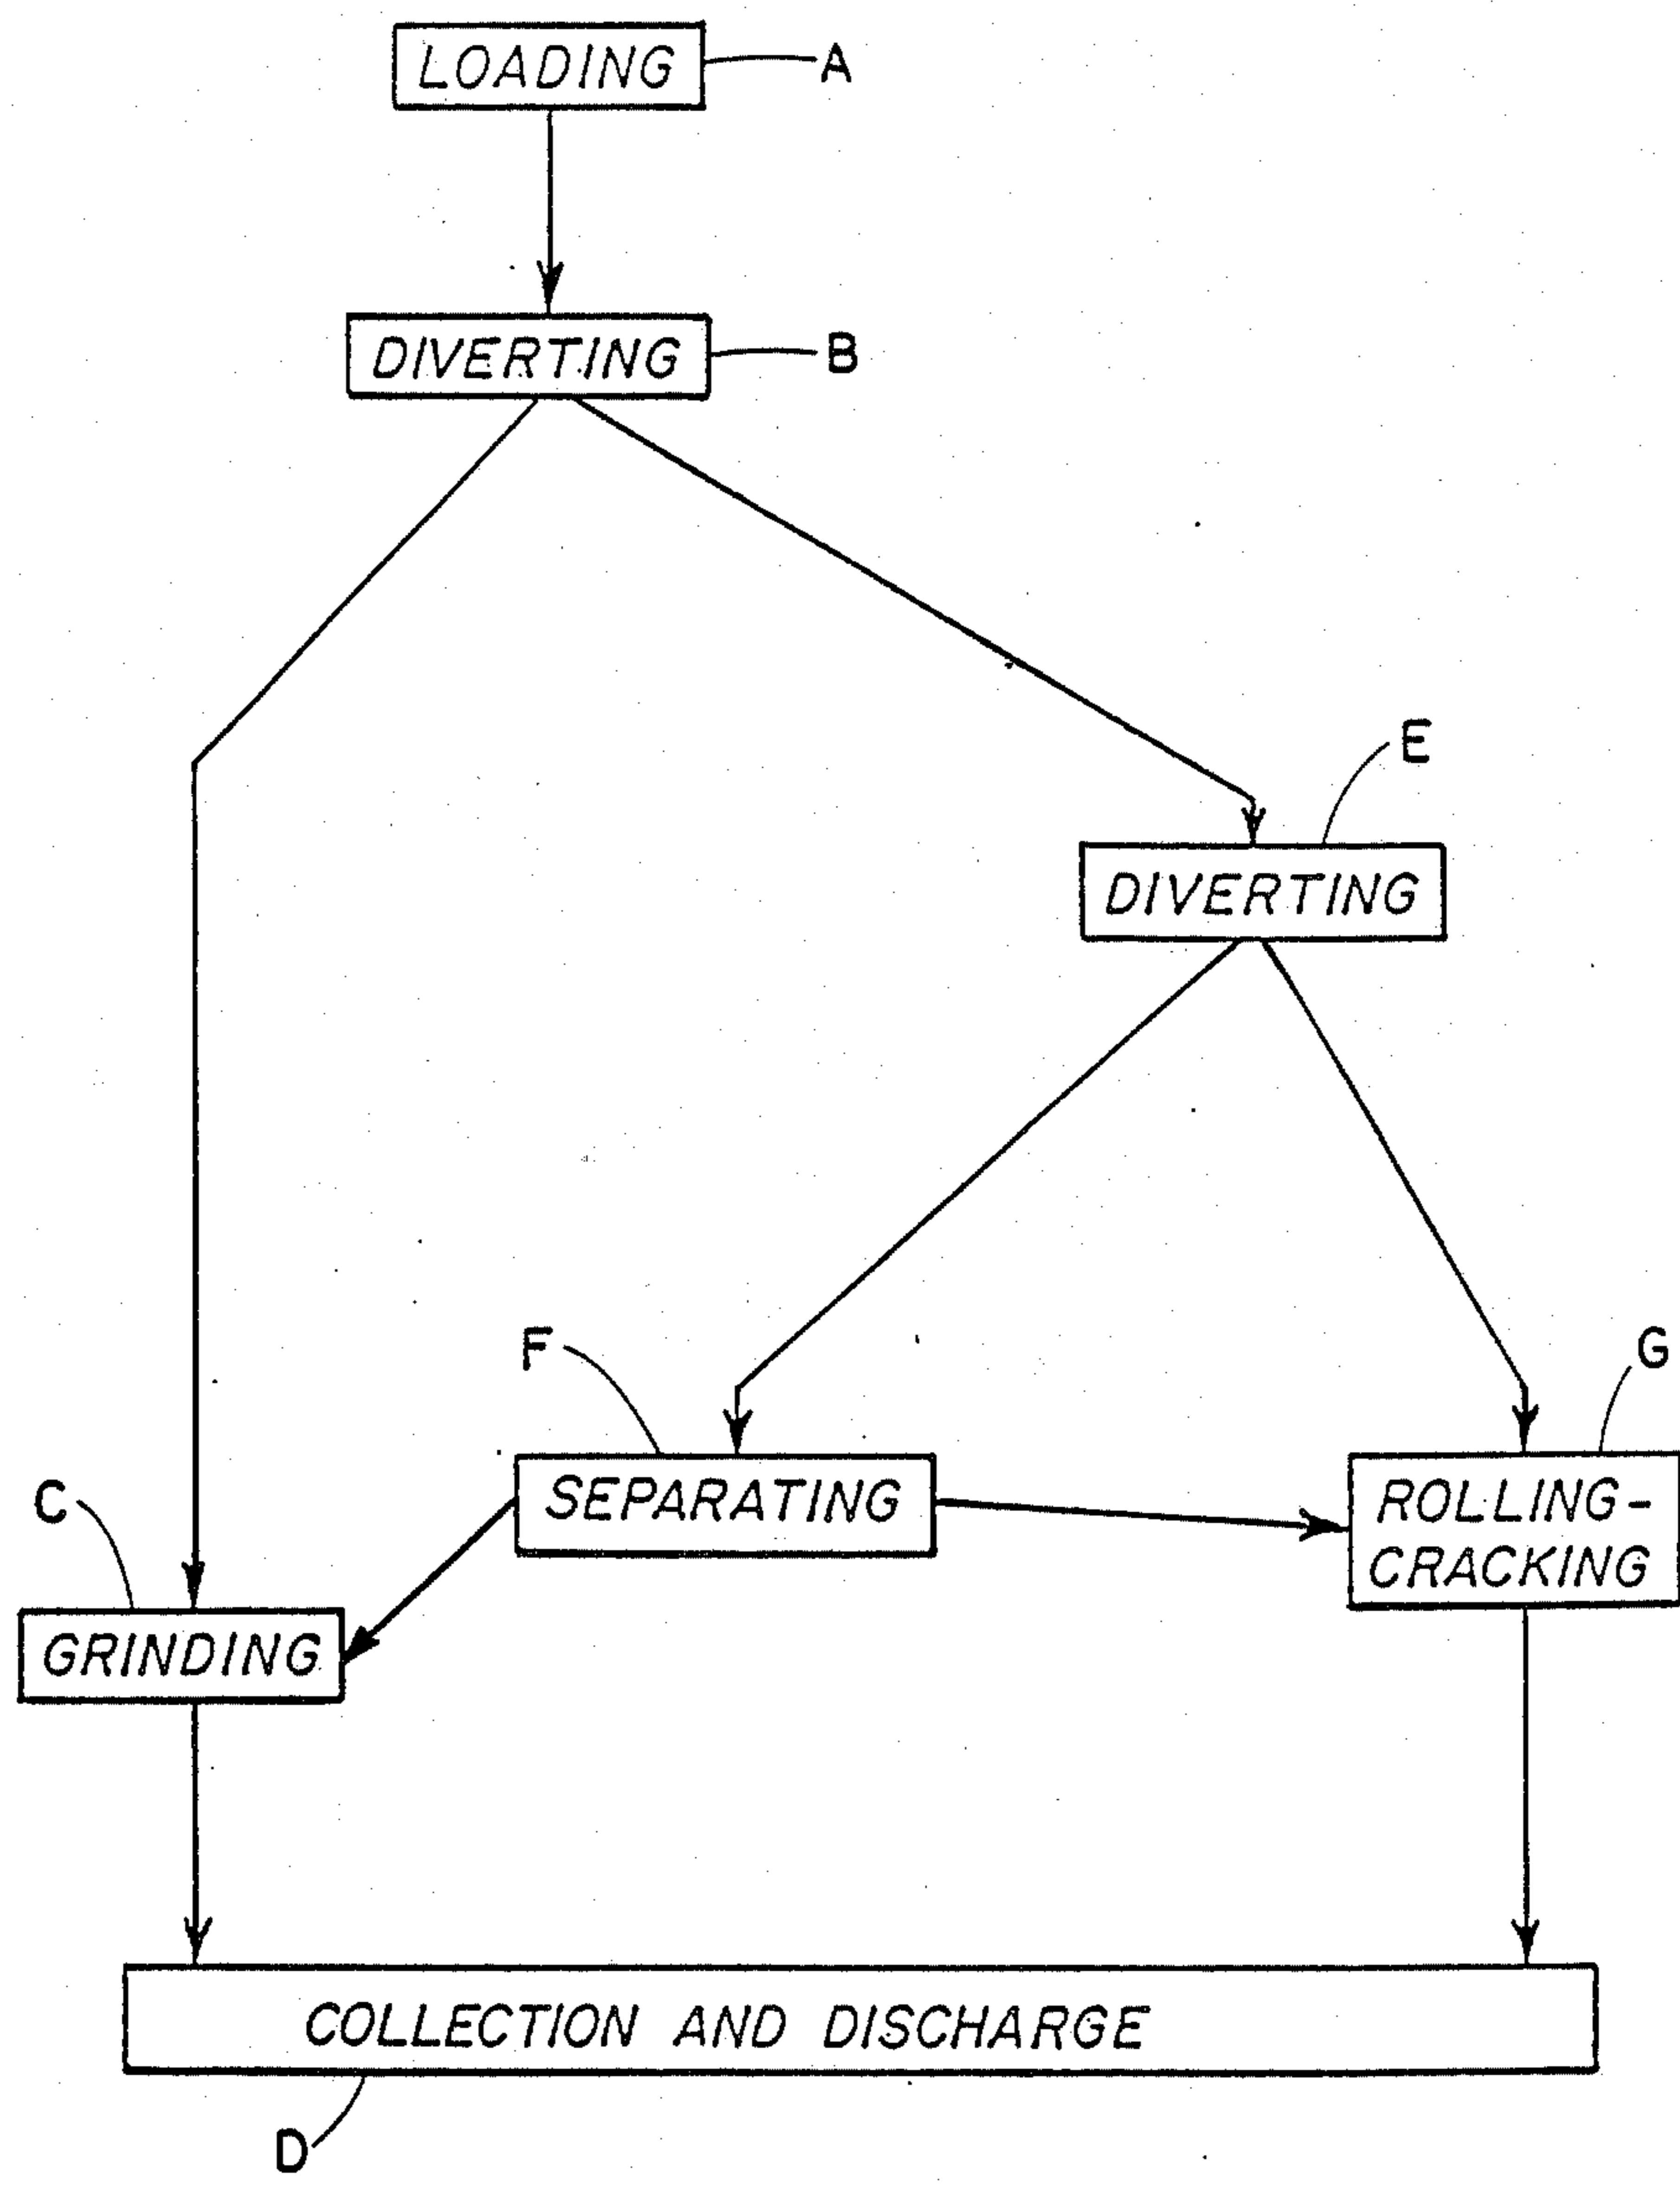 LOADING
A
DIVERTING
B
E
DIVERTING
F
G
SEPARATING
ROLLING-
CRACKING
C
GRINDING
COLLECTION AND DISCHARGE
D